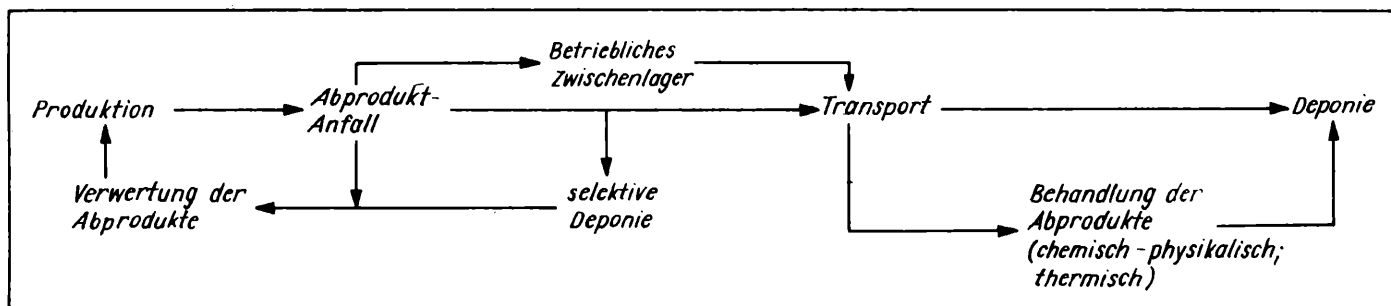 Betriebliches
Zwischenlager
Produktion
Abprodukt-
Anfall
Transport
Deponie
Verwertung der
Abprodukte
selektive
Deponie
Behandlung der
Abprodukte
(chemisch-physikalisch;
thermisch)